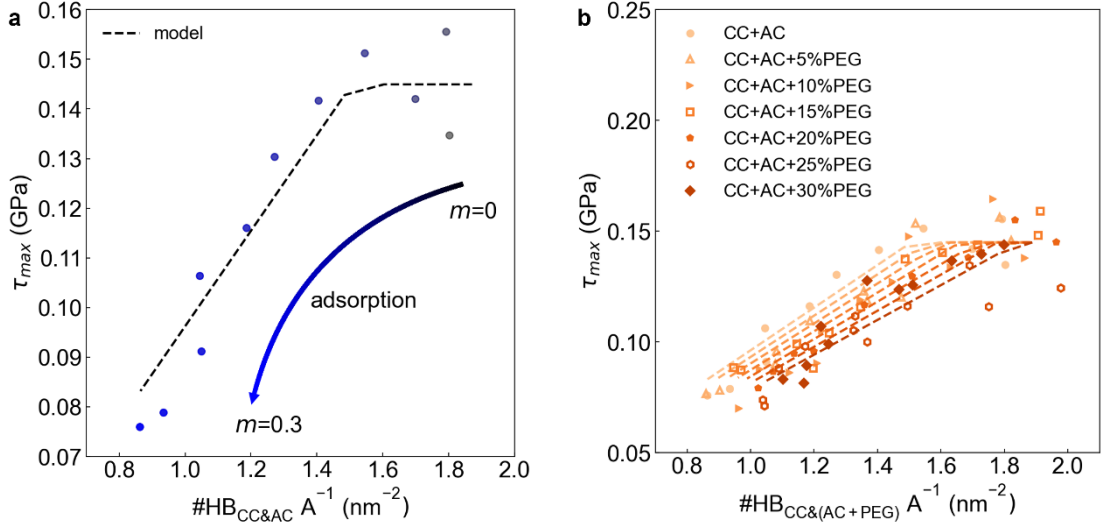 a
0.16
0.15
0.14
0.13
0.12
0.11
0.10
0.09
0.08
0.07
τmax (GPa)
model
m=0
adsorption
m=0.3
0.8 1.0 1.2 1.4 1.6 1.8 2.0
#HBCC&AC A−1 (nm−2)
b
0.25
0.20
0.15
0.10
0.05
τmax (GPa)
CC+AC
CC+AC+5%PEG
CC+AC+10%PEG
CC+AC+15%PEG
CC+AC+20%PEG
CC+AC+25%PEG
CC+AC+30%PEG
0.8 1.0 1.2 1.4 1.6 1.8 2.0
#HBCC&(AC+PEG) A−1 (nm−2)